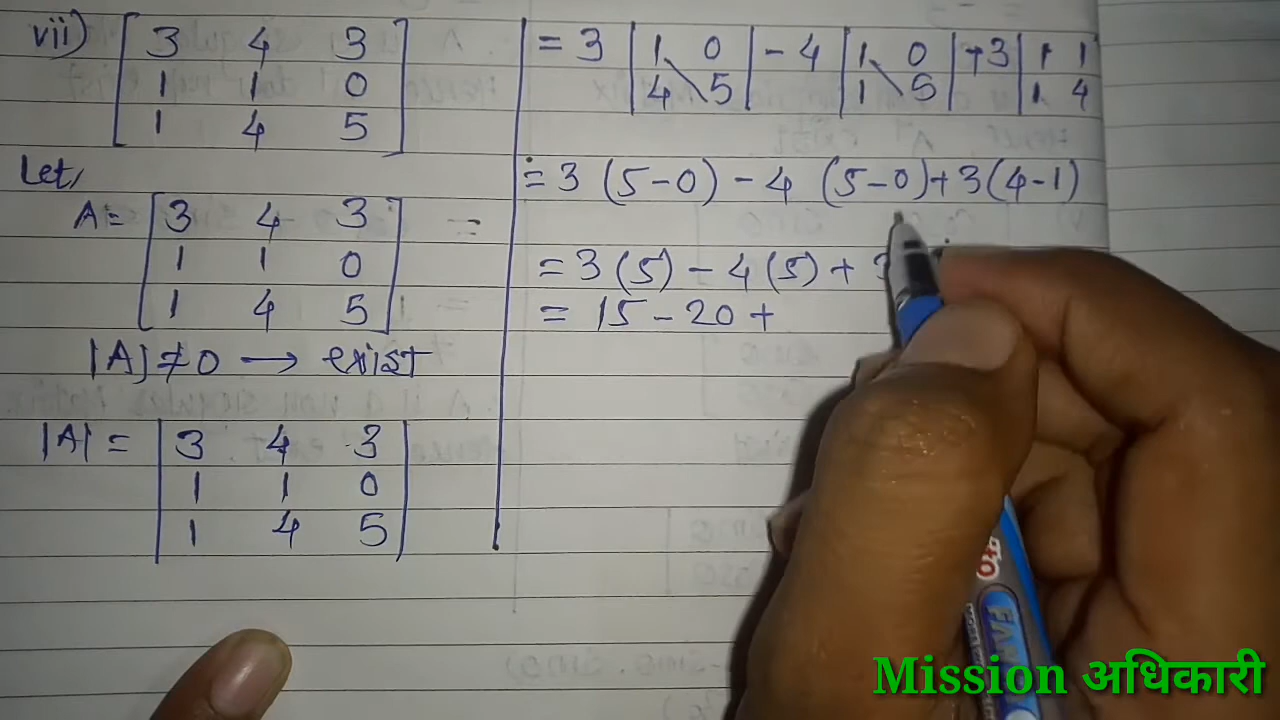 vii) [3 4 3
1 1 0
1 4 5]
Let,
A = [3 4 3
1 1 0
1 4 5]
|A| ≠ 0 → exist
|A| = |3 4 3
1 1 0
1 4 5|
= 3 |1 0 - 4 |1 0 + 3 |1 1
4 5| 1 5| 1 4
= 3 (5-0) - 4 (5-0) + 3 (4-1)
= 3 (5) - 4 (5) + 3
= 15 - 20 +
Mission अधिकारी